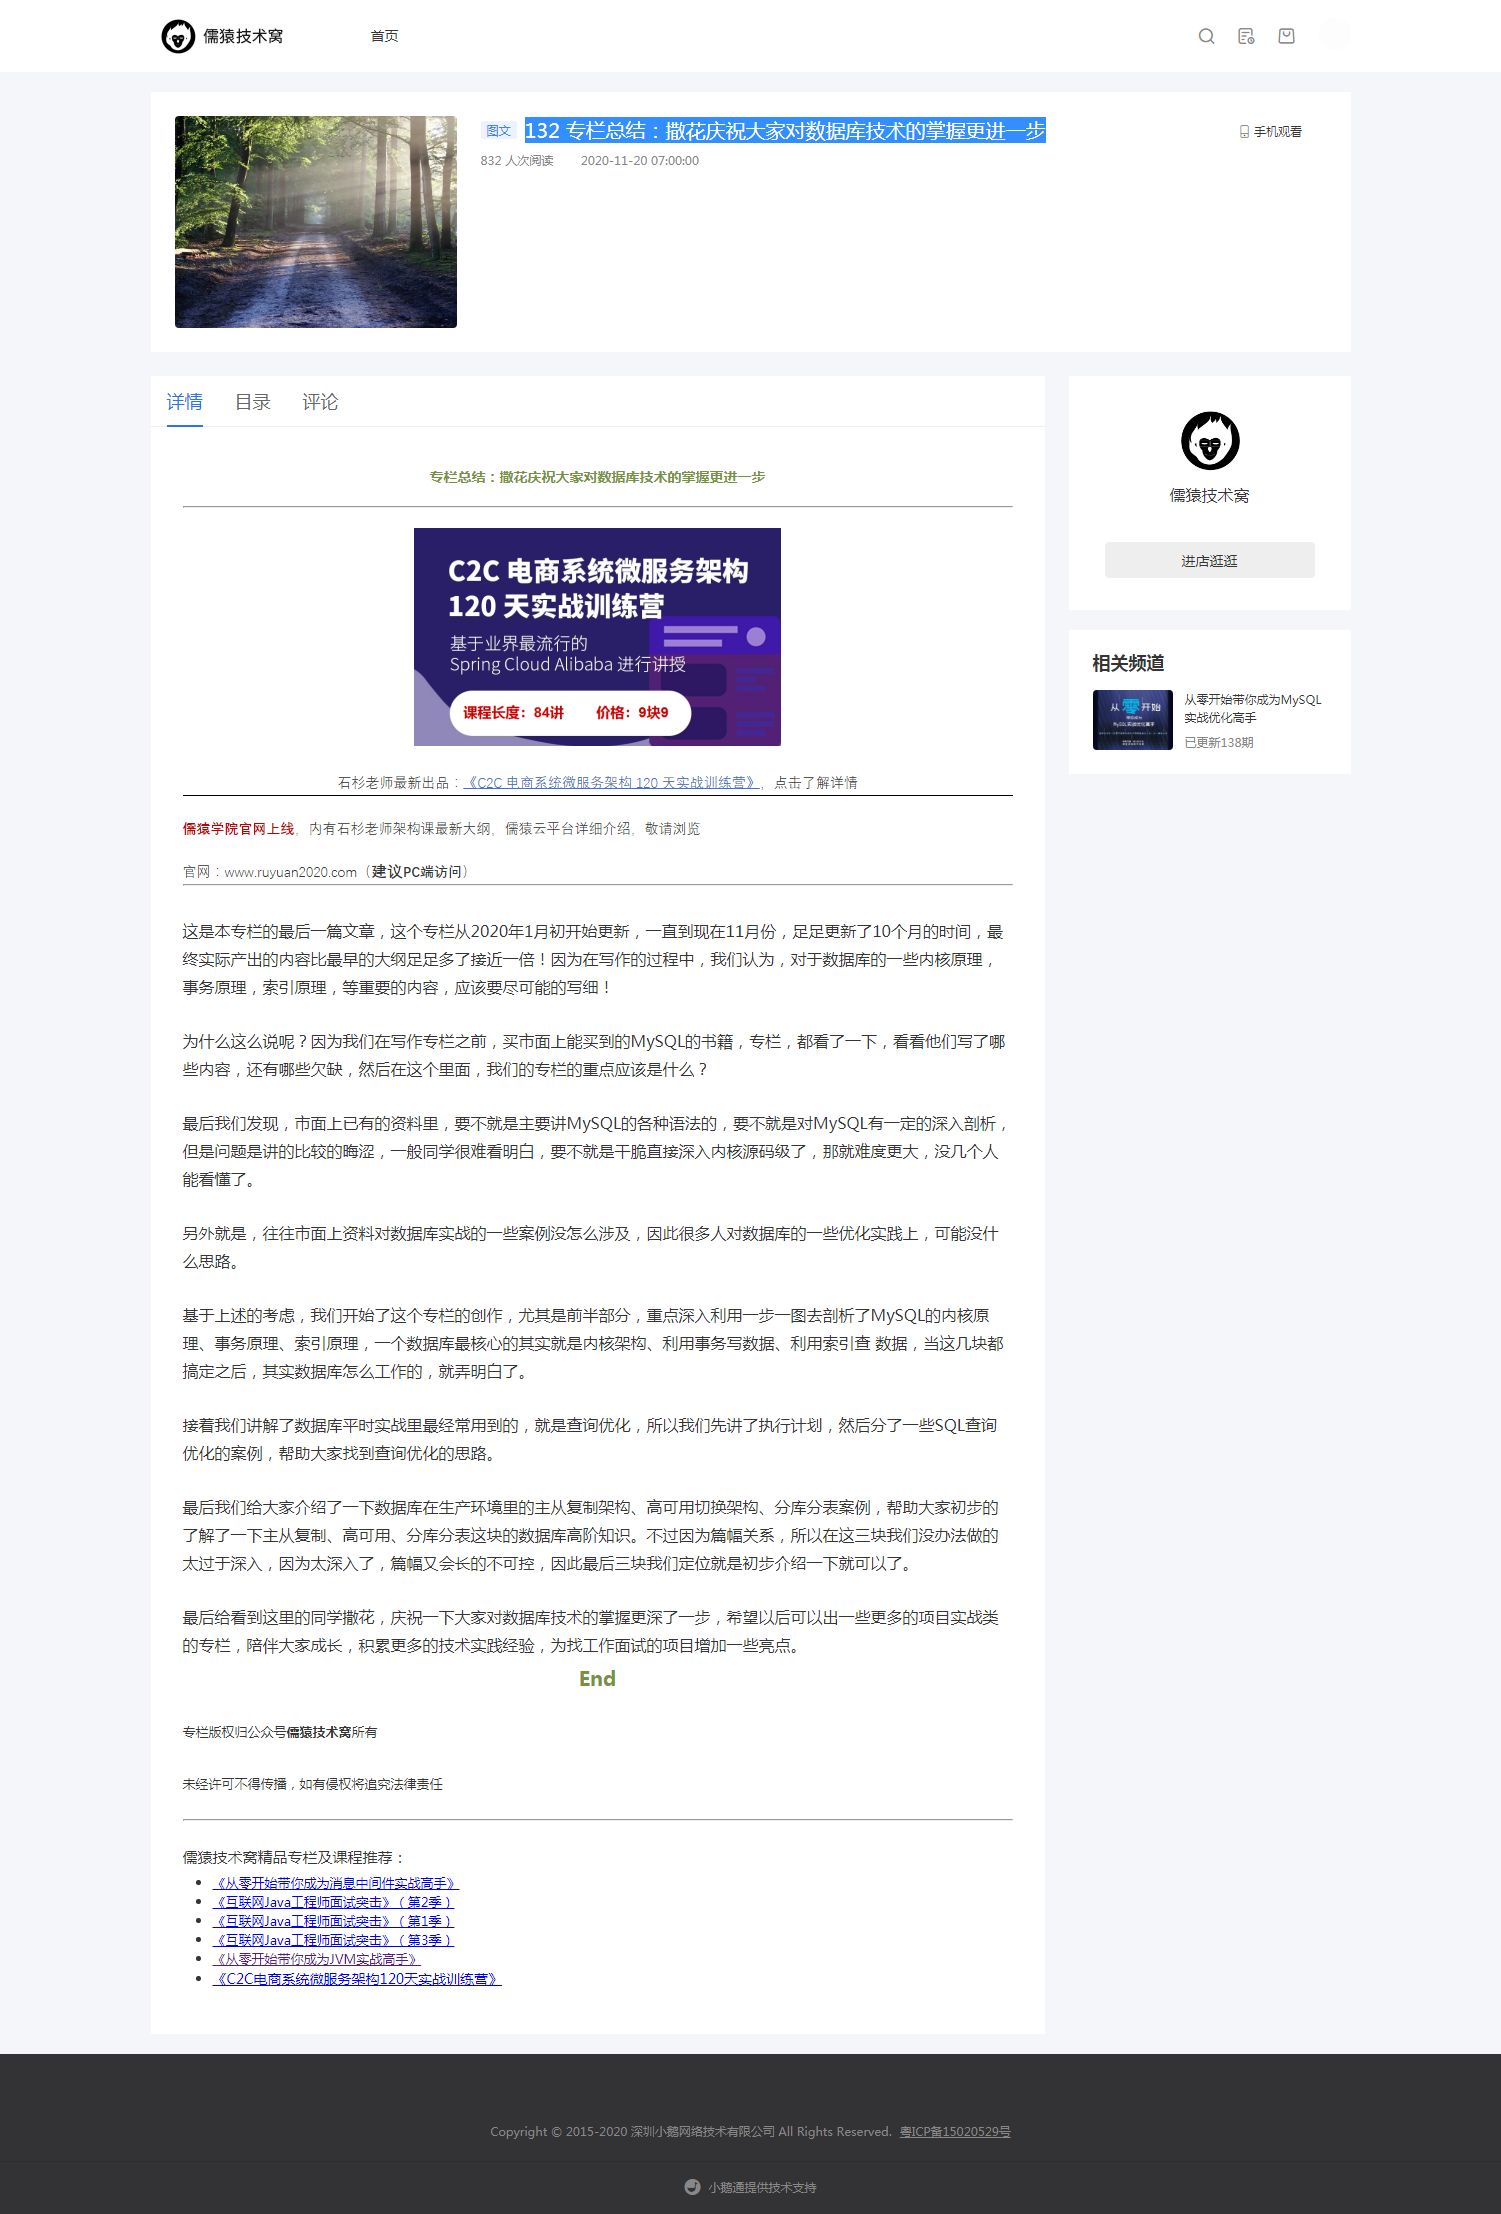 儒猿技术窝
首页
图文 132 专栏总结：撒花庆祝大家对数据库技术的掌握更进一步
手机观看
832 人次阅读 2020-11-20 07:00:00
详情 目录 评论
专栏总结：撒花庆祝大家对数据库技术的掌握更进一步
C2C 电商系统微服务架构
120 天实战训练营
基于业界最流行的
Spring Cloud Alibaba 进行讲授
课程长度：84讲 价格：9块9
石杉老师最新出品：《C2C 电商系统微服务架构 120 天实战训练营》，点击了解详情
儒猿学院官网上线，内有石杉老师架构课最新大纲，儒猿云平台详细介绍，敬请浏览
官网：www.ruyuan2020.com（建议PC端访问）
这是本专栏的最后一篇文章，这个专栏从2020年1月初开始更新，一直到现在11月份，足足更新了10个月的时间，最
终实际产出的内容比最早的大纲足足多了接近一倍！因为在写作的过程中，我们认为，对于数据库的一些内核原理，
事务原理，索引原理，等重要的内容，应该要尽可能的写细！
为什么这么说呢？因为我们在写作专栏之前，买市面上能买到的MySQL的书籍，专栏，都看了一下，看看他们写了哪
些内容，还有哪些欠缺，然后在这个里面，我们的专栏的重点应该是什么？
最后我们发现，市面上已有的资料里，要不就是主要讲MySQL的各种语法的，要不就是对MySQL有一定的深入剖析，
但是问题是讲的比较的晦涩，一般同学很难看明白，要不就是干脆直接深入内核源码级了，那就难度更大，没几个人
能看懂了。
另外就是，往往市面上资料对数据库实战的一些案例没怎么涉及，因此很多人对数据库的一些优化实践上，可能没什
么思路。
基于上述的考虑，我们开始了这个专栏的创作，尤其是前半部分，重点深入利用一步一图去剖析了MySQL的内核原
理、事务原理、索引原理，一个数据库最核心的其实就是内核架构、利用事务写数据、利用索引查 数据，当这几块都
搞定之后，其实数据库怎么工作的，就弄明白了。
接着我们讲解了数据库平时实战里最经常用到的，就是查询优化，所以我们先讲了执行计划，然后分了一些SQL查询
优化的案例，帮助大家找到查询优化的思路。
最后我们给大家介绍了一下数据库在生产环境里的主从复制架构、高可用切换架构、分库分表案例，帮助大家初步的
了解了一下主从复制、高可用、分库分表这块的数据库高阶知识。不过因为篇幅关系，所以在这三块我们没办法做的
太过于深入，因为太深入了，篇幅又会长的不可控，因此最后三块我们定位就是初步介绍一下就可以了。
最后给看到这里的同学撒花，庆祝一下大家对数据库技术的掌握更深了一步，希望以后可以出一些更多的项目实战类
的专栏，陪伴大家成长，积累更多的技术实践经验，为找工作面试的项目增加一些亮点。
End
专栏版权归公众号儒猿技术窝所有
未经许可不得传播，如有侵权将追究法律责任
儒猿技术窝精品专栏及课程推荐：
《从零开始带你成为消息中间件实战高手》
《互联网Java工程师面试突击》（第2季）
《互联网Java工程师面试突击》（第1季）
《互联网Java工程师面试突击》（第3季）
《从零开始带你成为JVM实战高手》
《C2C电商系统微服务架构120天实战训练营》
儒猿技术窝
进店逛逛
相关频道
从零开始
MySQL实战优化高手
从零开始带你成为MySQL
实战优化高手
已更新138期
Copyright © 2015-2020 深圳小鹅网络技术有限公司 All Rights Reserved. 粤ICP备15020529号
小鹅通提供技术支持